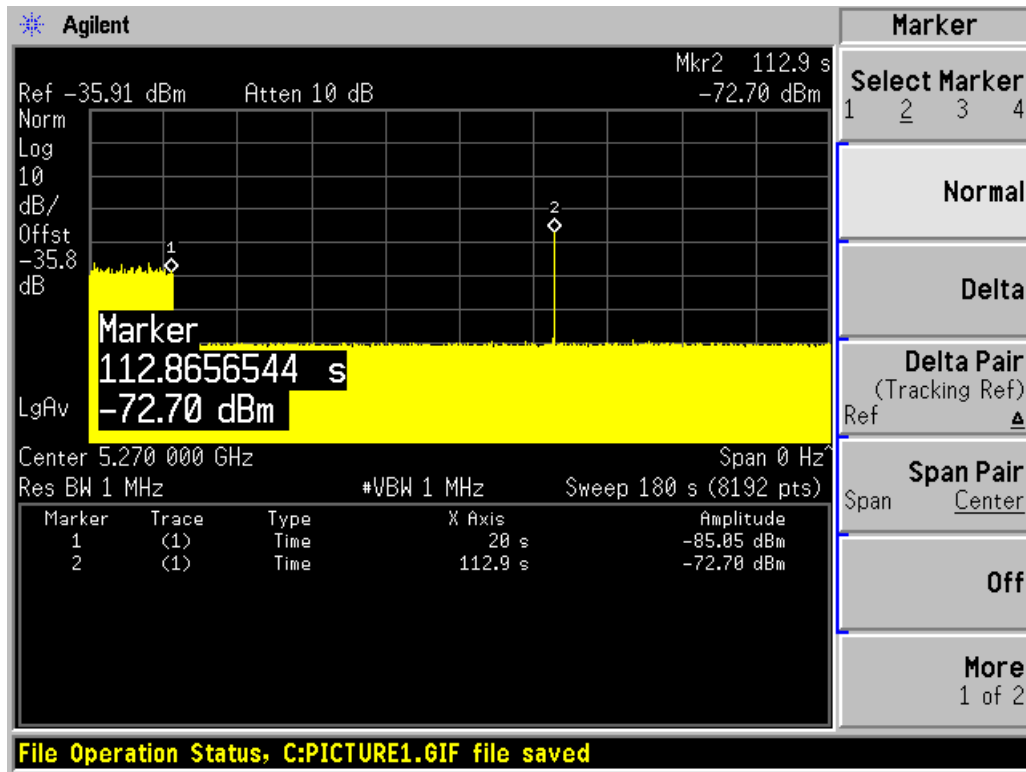 Agilent
Mkr2 112.9 s
Ref -35.91 dBm Atten 10 dB -72.70 dBm
Norm
Log
10
dB/
Offst
-35.8
dB
LgAv
1
2
Marker
112.8656544 s
-72.70 dBm
Center 5.270 000 GHz Span 0 Hz^
Res BW 1 MHz #VBW 1 MHz Sweep 180 s (8192 pts)
Marker Trace Type X Axis Amplitude
1 (1) Time 20 s -85.05 dBm
2 (1) Time 112.9 s -72.70 dBm
File Operation Status, C:PICTURE1.GIF file saved
Marker
Select Marker
1 2 3 4
Normal
Delta
Delta Pair
(Tracking Ref)
Ref Δ
Span Pair
Span Center
Off
More
1 of 2